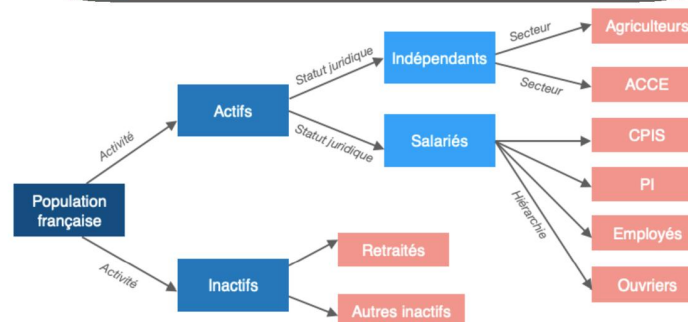 Population
française
Activité
Activité
Actifs
Inactifs
Statut juridique
Statut juridique
Indépendants
Salariés
Retraités
Autres inactifs
Secteur
Secteur
Hiérarchie
Agriculteurs
ACCE
CPIS
PI
Employés
Ouvriers